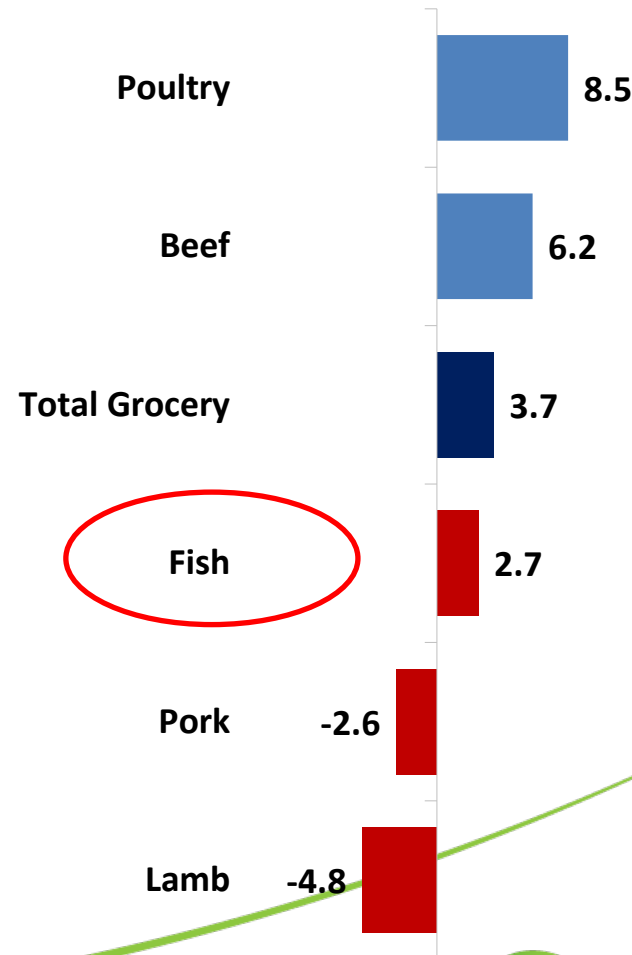 Poultry 8.5
Beef 6.2
Total Grocery 3.7
Fish 2.7
Pork -2.6
Lamb -4.8